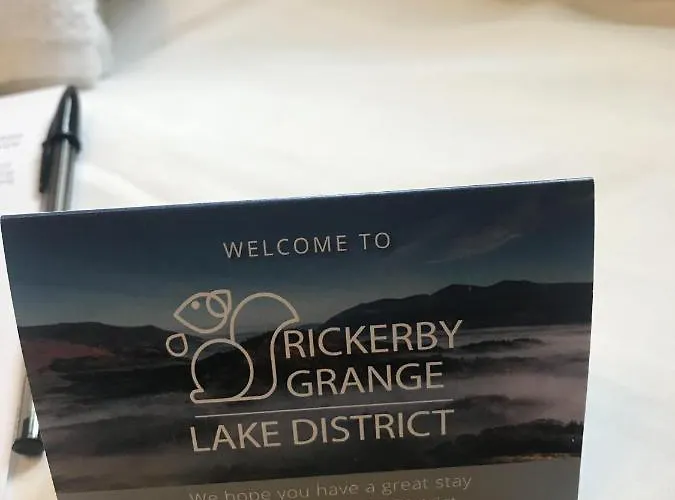 WELCOME TO
RICKERBY
GRANGE
LAKE DISTRICT
We hope you have a great stay